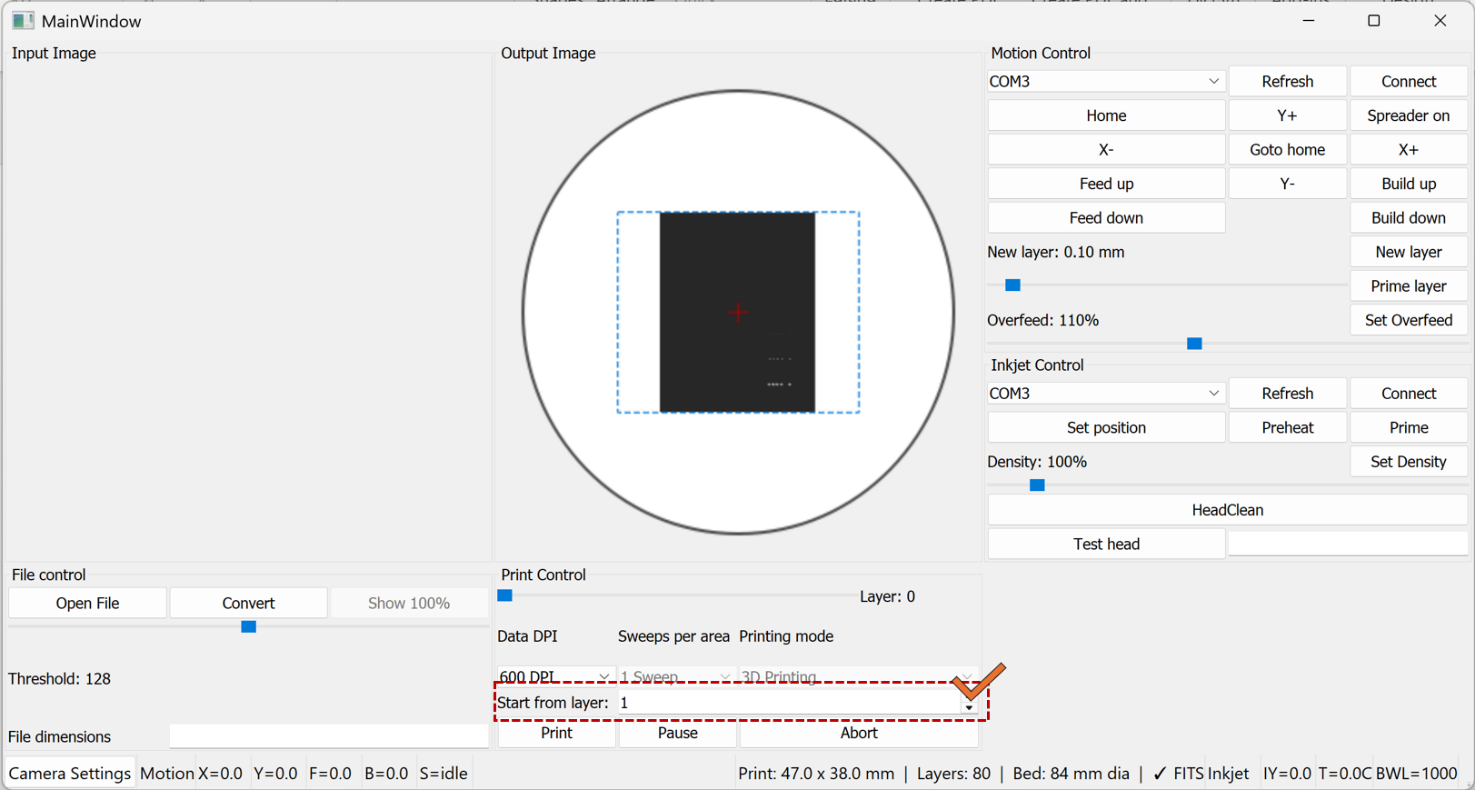 MainWindow
Input Image
Output Image
Motion Control
COM3 Refresh Connect
Home Y+ Spreader on
X- Goto home X+
Feed up Y- Build up
Feed down Build down
New layer: 0.10 mm New layer
Prime layer
Overfeed: 110% Set Overfeed
Inkjet Control
COM3 Refresh Connect
Set position Preheat Prime
Density: 100% Set Density
HeadClean
Test head
File control
Open File Convert Show 100%
Threshold: 128
File dimensions
Print Control
Layer: 0
Data DPI Sweeps per area Printing mode
600 DPI 1 Sweep 3D Printing
Start from layer: 1
Print Pause Abort
Camera Settings Motion X=0.0 Y=0.0 F=0.0 B=0.0 S=idle Print: 47.0 x 38.0 mm | Layers: 80 | Bed: 84 mm dia | ✓ FITS Inkjet IY=0.0 T=0.0C BWL=1000